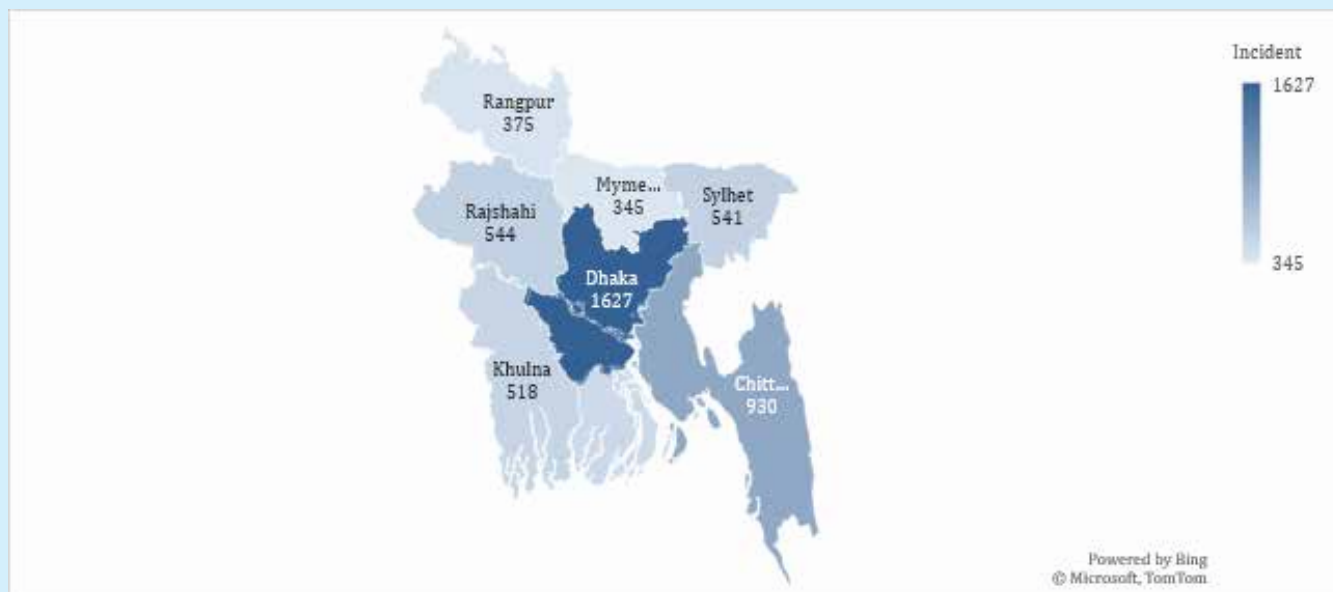 Incident
1627
345
Rangpur
375
Myme...
345
Sylhet
541
Rajshahi
544
Dhaka
1627
Khulna
518
Chitt...
930
Powered by Bing
© Microsoft, TomTom